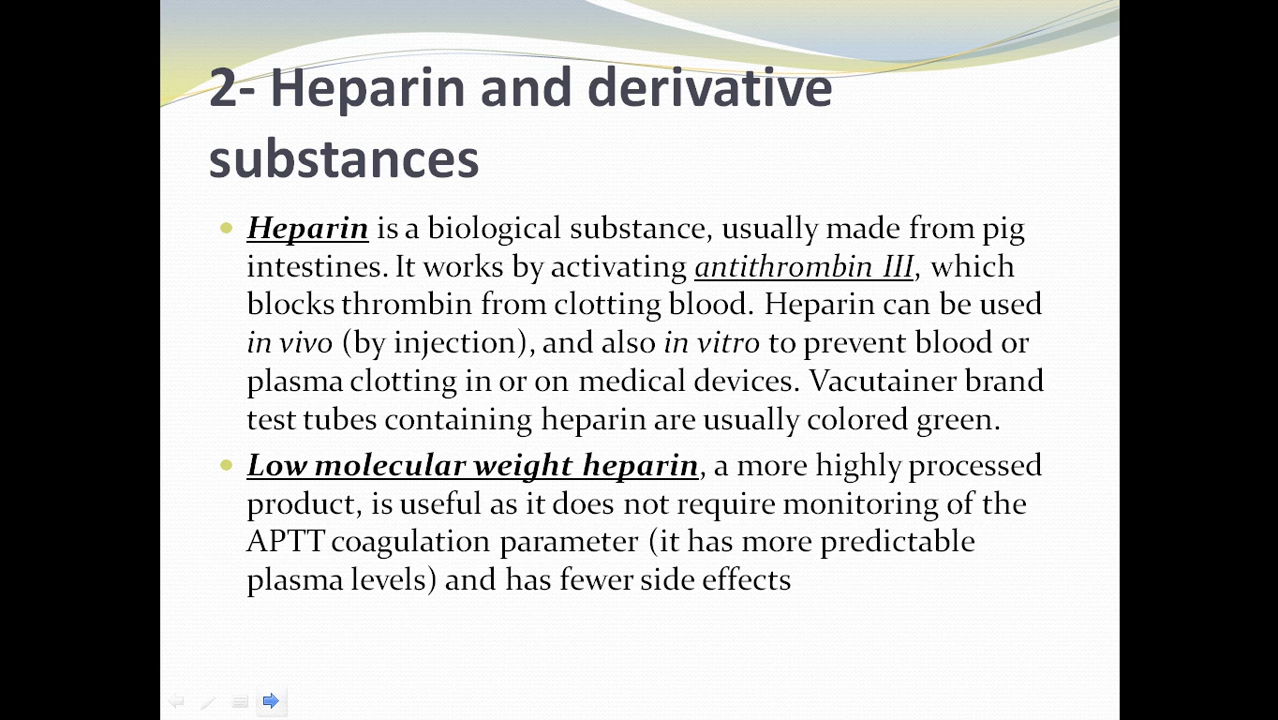 2- Heparin and derivative
substances
Heparin is a biological substance, usually made from pig
intestines. It works by activating antithrombin III, which
blocks thrombin from clotting blood. Heparin can be used
in vivo (by injection), and also in vitro to prevent blood or
plasma clotting in or on medical devices. Vacutainer brand
test tubes containing heparin are usually colored green.
Low molecular weight heparin, a more highly processed
product, is useful as it does not require monitoring of the
APTT coagulation parameter (it has more predictable
plasma levels) and has fewer side effects